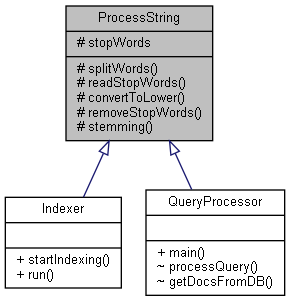 ProcessString
# stopWords
# splitWords()
# readStopWords()
# convertToLower()
# removeStopWords()
# stemming()
Indexer
+ startIndexing()
+ run()
QueryProcessor
+ main()
~ processQuery()
~ getDocsFromDB()